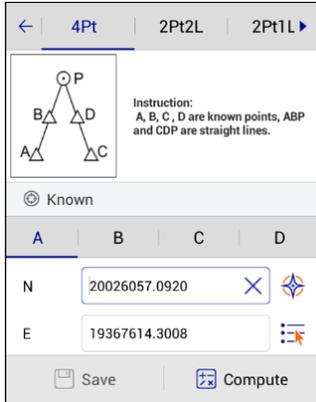 4Pt 2Pt2L 2Pt1L
P
B D
A C
Instruction:
A, B, C , D are known points, ABP
and CDP are straight lines.
Known
A B C D
N 20026057.0920
E 19367614.3008
Save Compute